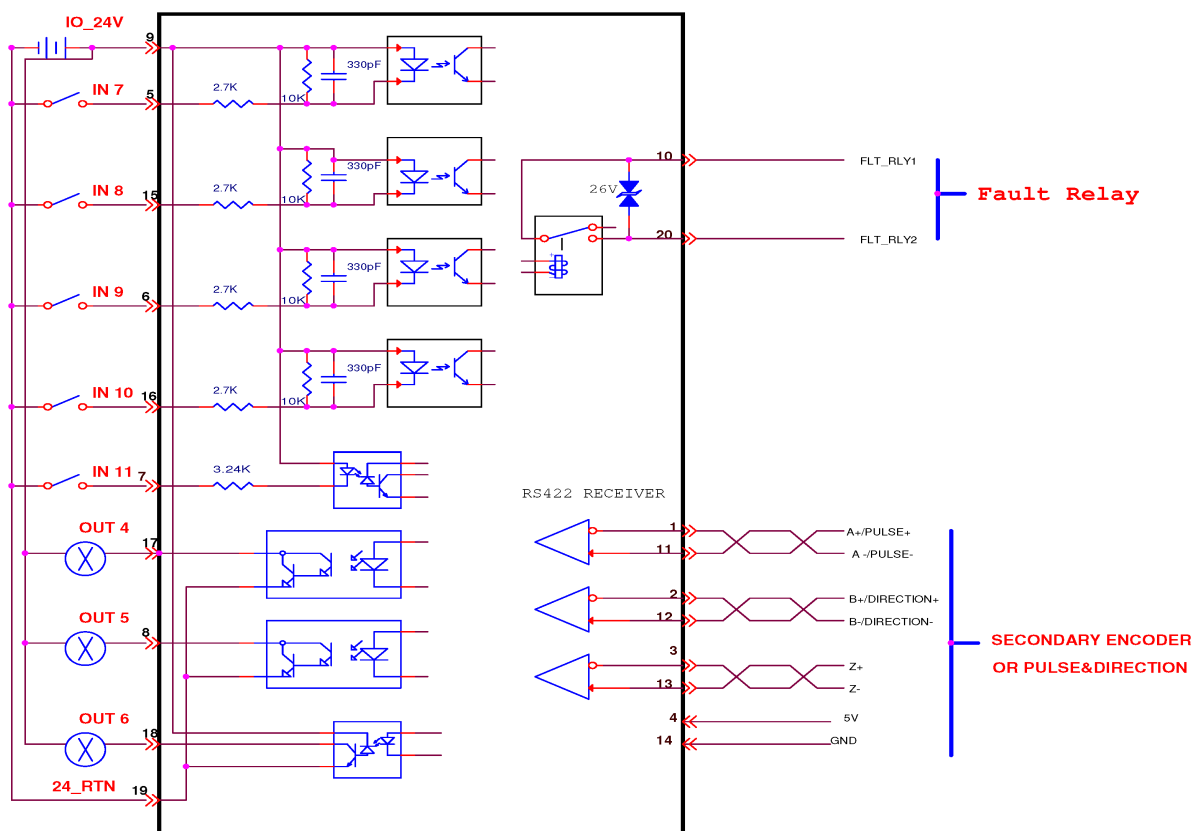 IO_24V
9
330pF
IN 7
5
2.7K
10K
330pF
IN 8
15
2.7K
10K
330pF
IN 9
6
2.7K
10K
330pF
IN 10
16
2.7K
10K
IN 11
7
3.24K
OUT 4
17
OUT 5
8
OUT 6
18
24_RTN
19
10
FLT_RLY1
26V
Fault Relay
20
FLT_RLY2
+
RS422 RECEIVER
1
A+/PULSE+
11
A-/PULSE-
2
B+/DIRECTION+
12
B-/DIRECTION-
3
Z+
13
Z-
4
5V
14
GND
SECONDARY ENCODER
OR PULSE&DIRECTION